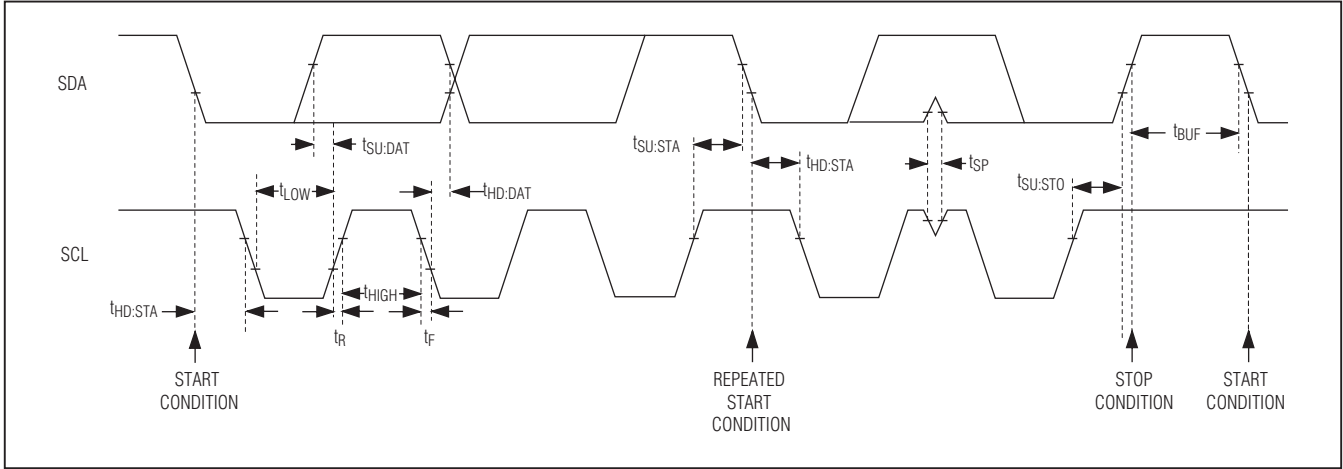 SDA
tSU:DAT
tSU:STA
tHD:STA
tSP
tBUF
tLOW
tHD:DAT
tSU:STO
SCL
tHIGH
tHD:STA
tR
tF
START
CONDITION
REPEATED
START
CONDITION
STOP
CONDITION
START
CONDITION